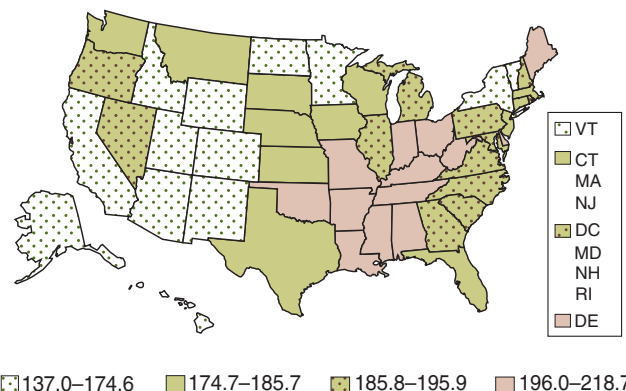 VT
CT
MA
NJ
DC
MD
NH
RI
DE
137.0–174.6 174.7–185.7 185.8–195.9 196.0–218.7